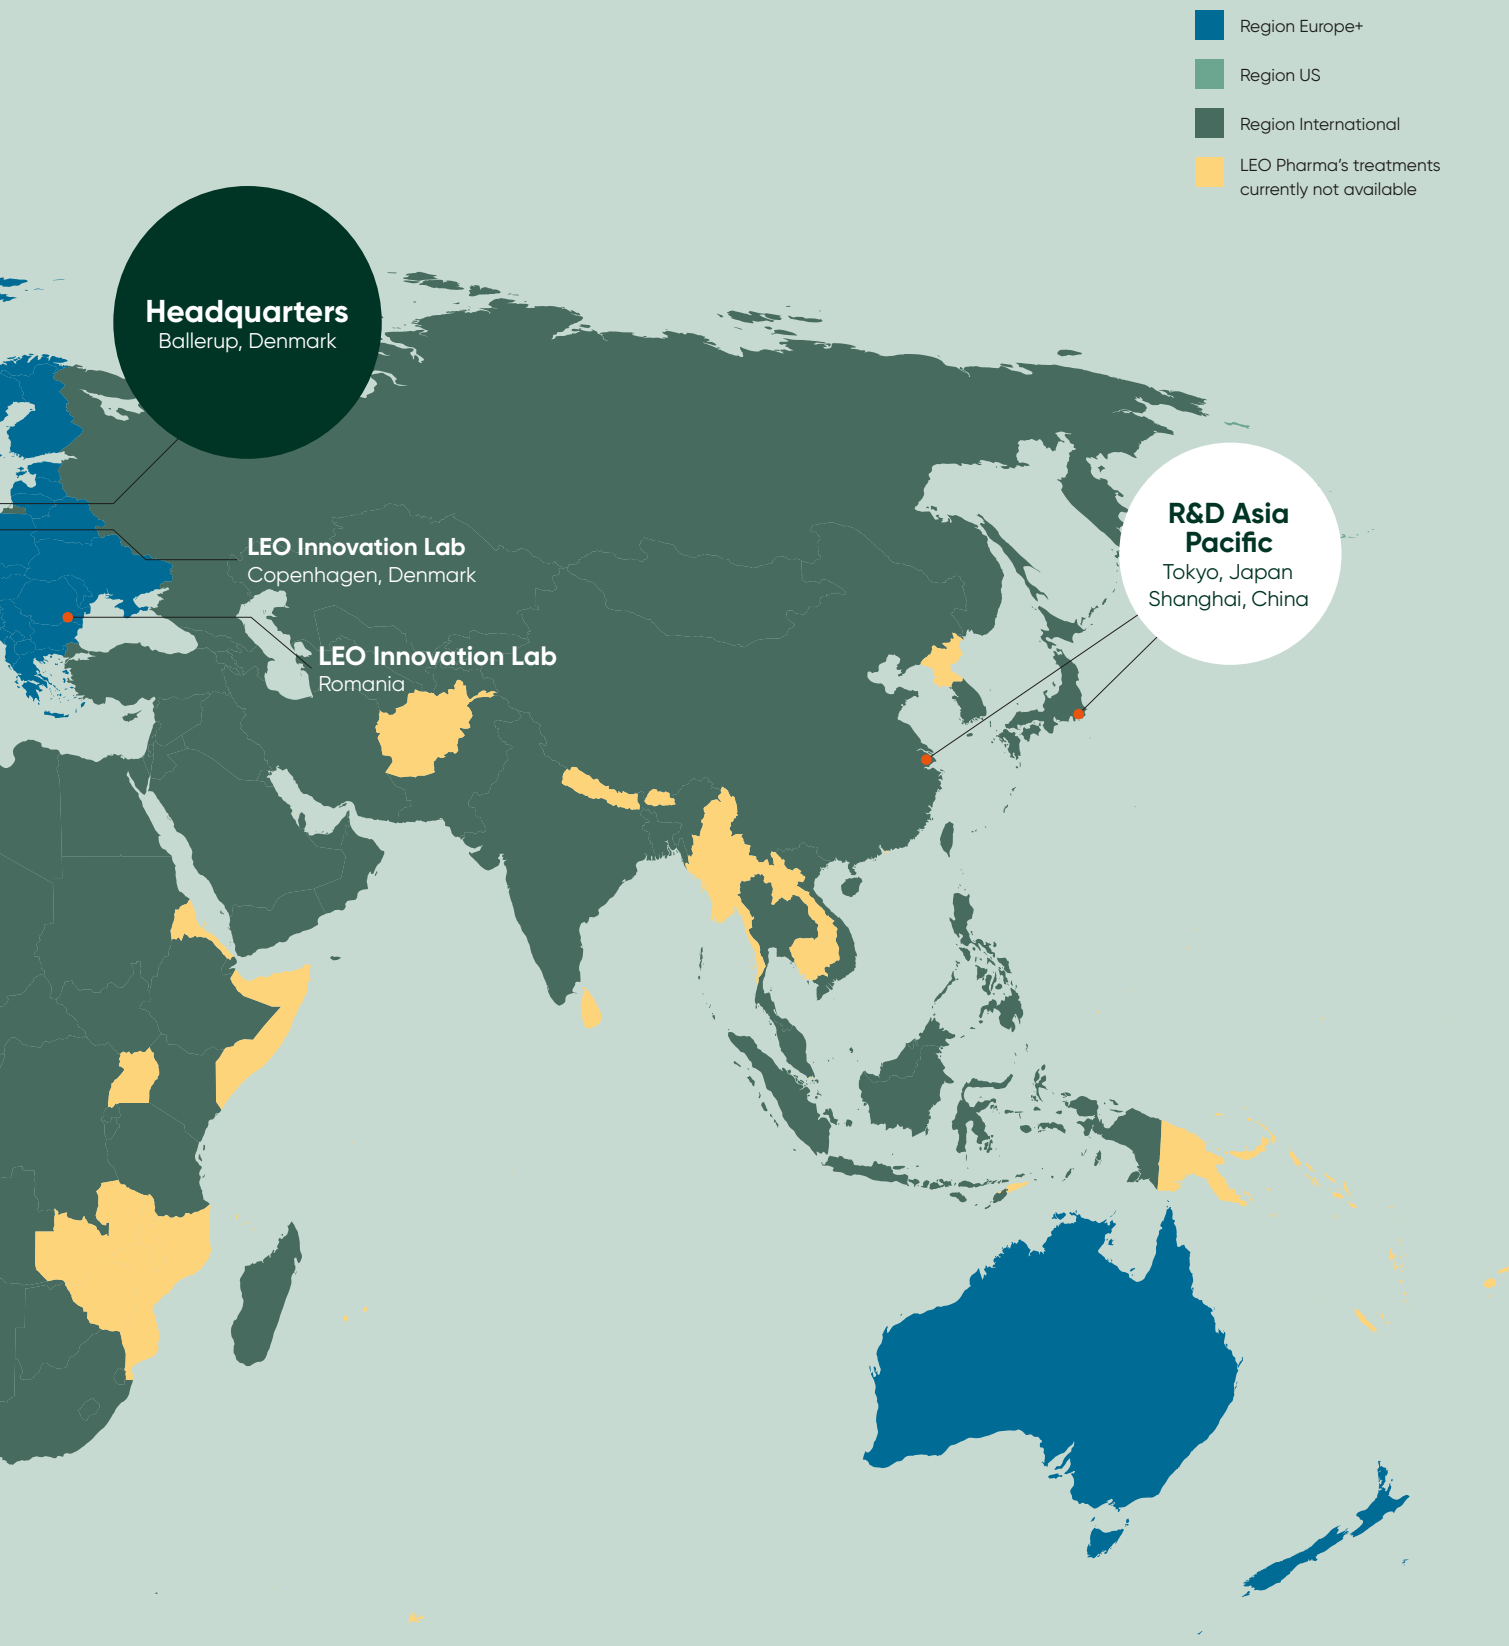 Region Europe+
Region US
Region International
LEO Pharma's treatments
currently not available
Headquarters
Ballerup, Denmark
R&D Asia
Pacific
Tokyo, Japan
Shanghai, China
LEO Innovation Lab
Copenhagen, Denmark
LEO Innovation Lab
Romania